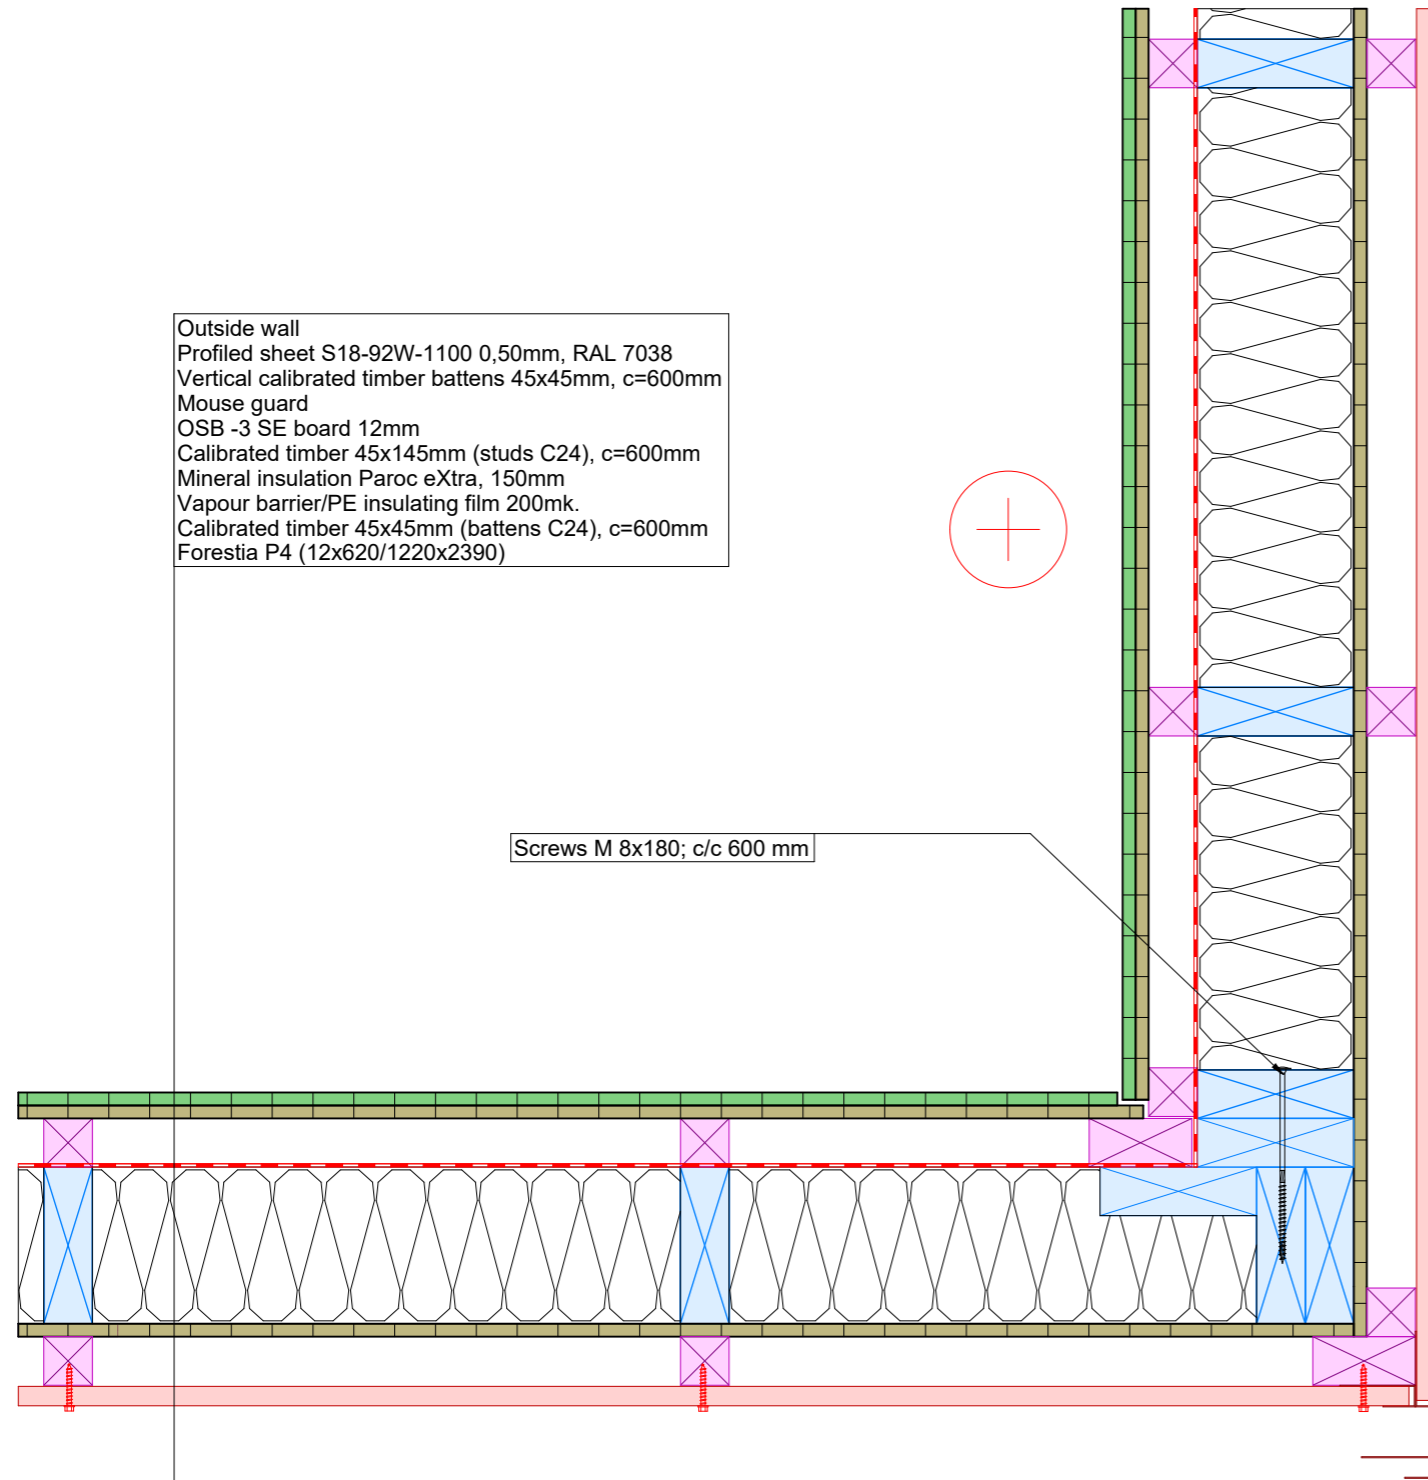 Outside wall
Profiled sheet S18-92W-1100 0,50mm, RAL 7038
Vertical calibrated timber battens 45x45mm, c=600mm
Mouse guard
OSB -3 SE board 12mm
Calibrated timber 45x145mm (studs C24), c=600mm
Mineral insulation Paroc eXtra, 150mm
Vapour barrier/PE insulating film 200mk.
Calibrated timber 45x45mm (battens C24), c=600mm
Forestia P4 (12x620/1220x2390)
Screws M 8x180; c/c 600 mm